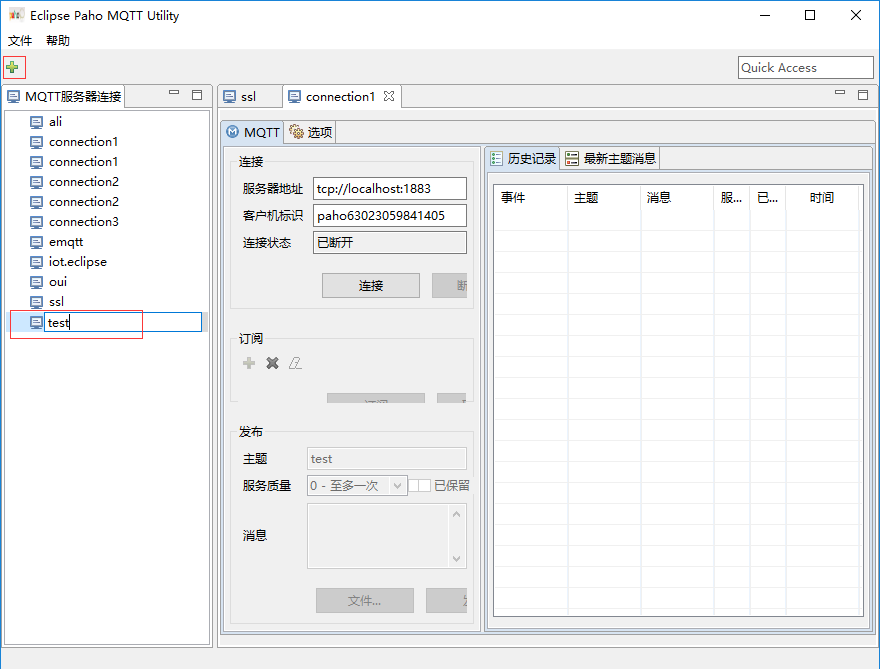 Eclipse Paho MQTT Utility
文件 帮助
Quick Access
MQTT服务器连接
ali
connection1
connection1
connection2
connection2
connection3
emqtt
iot.eclipse
oui
ssl
test
ssl connection1
MQTT 选项
连接
服务器地址 tcp://localhost:1883
客户机标识 paho63023059841405
连接状态 已断开
连接 断
订阅
订阅
发布
主题 test
服务质量 0 - 至多一次 已保留
消息
文件...
历史记录 最新主题消息
事件 主题 消息 服... 已... 时间